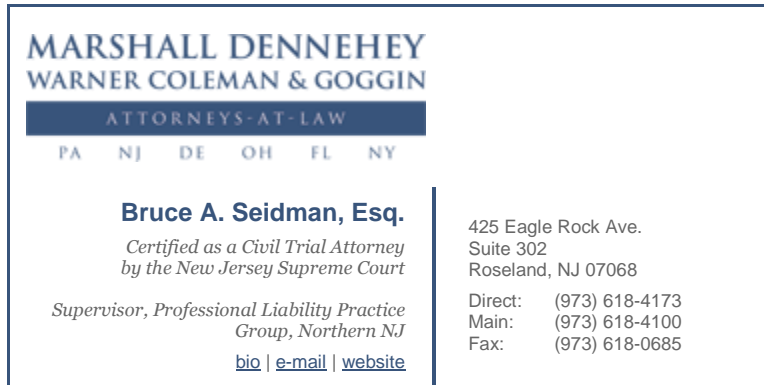 MARSHALL DENNEHEY
WARNER COLEMAN & GOGGIN
ATTORNEYS-AT-LAW
PA NJ DE OH FL NY
Bruce A. Seidman, Esq.
Certified as a Civil Trial Attorney
by the New Jersey Supreme Court
Supervisor, Professional Liability Practice
Group, Northern NJ
bio | e-mail | website
425 Eagle Rock Ave.
Suite 302
Roseland, NJ 07068
Direct: (973) 618-4173
Main: (973) 618-4100
Fax: (973) 618-0685